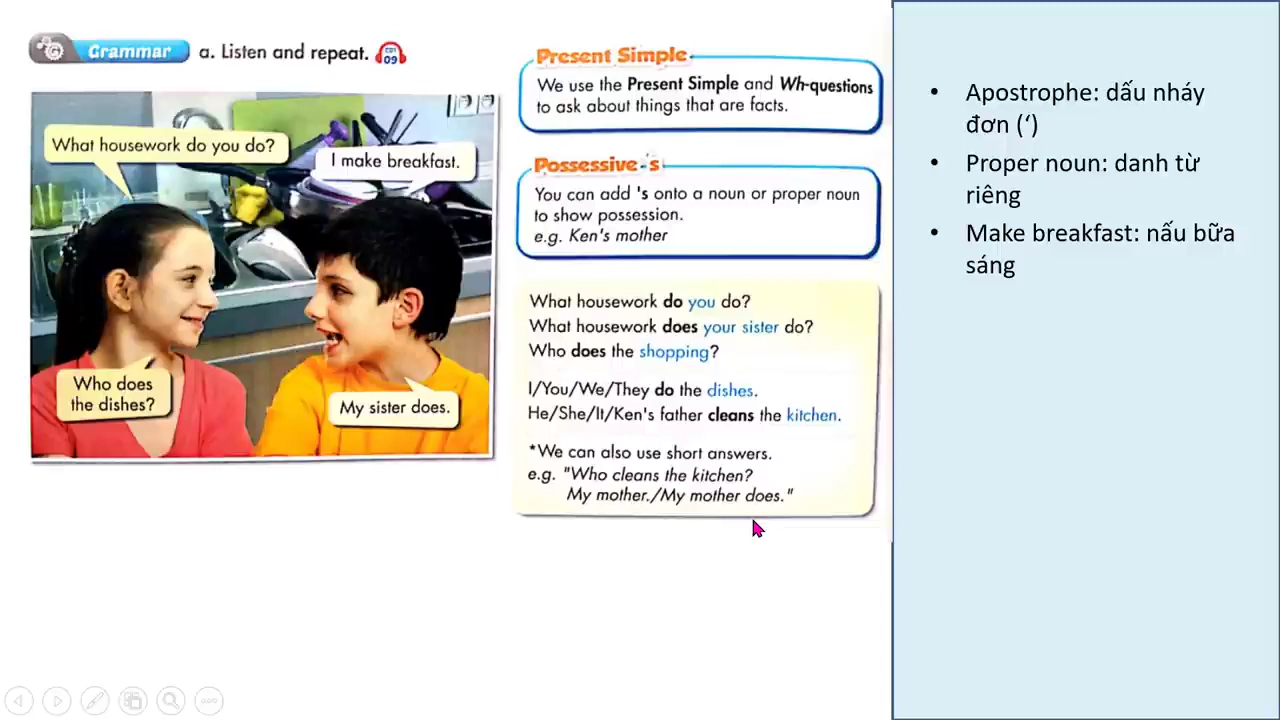 Grammar
a. Listen and repeat.
CD1
09
What housework do you do?
I make breakfast.
Who does
the dishes?
My sister does.
Present Simple
We use the Present Simple and Wh-questions
to ask about things that are facts.
Possessive 's
You can add 's onto a noun or proper noun
to show possession.
e.g. Ken's mother
What housework do you do?
What housework does your sister do?
Who does the shopping?
I/You/We/They do the dishes.
He/She/It/Ken's father cleans the kitchen.
*We can also use short answers.
e.g. "Who cleans the kitchen?
My mother./My mother does."
• Apostrophe: dấu nháy
đơn (‘)
• Proper noun: danh từ
riêng
• Make breakfast: nấu bữa
sáng